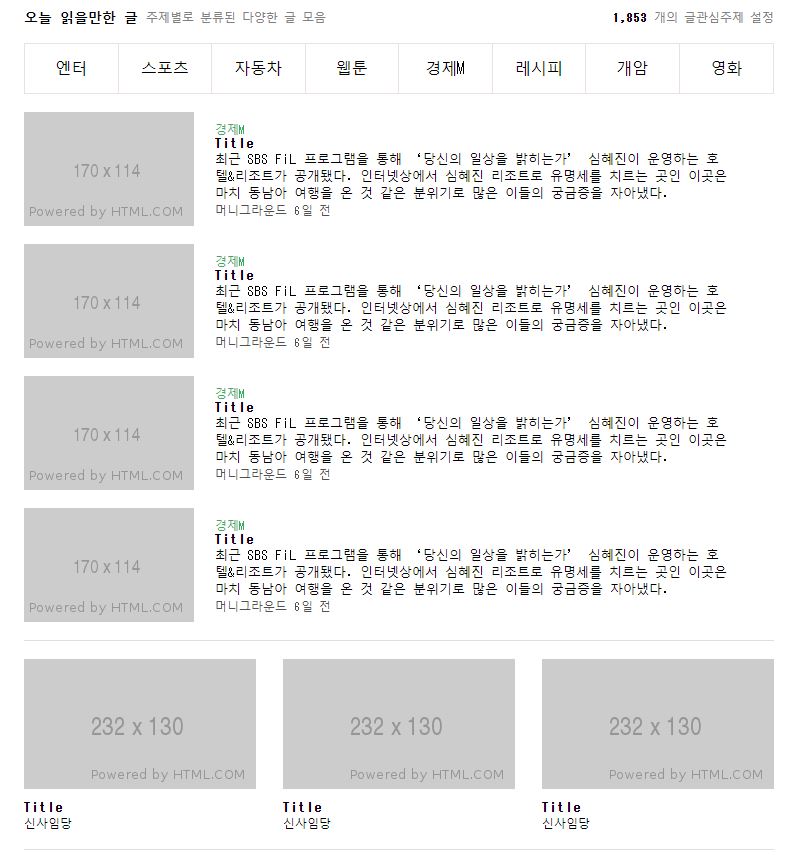 오늘 읽을만한 글 주제별로 분류된 다양한 글 모음 1,853 개의 글관심주제 설정
엔터 스포츠 자동차 웹툰 경제M 레시피 개암 영화
170 x 114
Powered by HTML.COM
경제M
Title
최근 SBS FiL 프로그램을 통해 ‘당신의 일상을 밝히는가’ 심혜진이 운영하는 호
텔&리조트가 공개됐다. 인터넷상에서 심혜진 리조트로 유명세를 치르는 곳인 이곳은
마치 동남아 여행을 온 것 같은 분위기로 많은 이들의 궁금증을 자아냈다.
머니그라운드 6일 전
170 x 114
Powered by HTML.COM
경제M
Title
최근 SBS FiL 프로그램을 통해 ‘당신의 일상을 밝히는가’ 심혜진이 운영하는 호
텔&리조트가 공개됐다. 인터넷상에서 심혜진 리조트로 유명세를 치르는 곳인 이곳은
마치 동남아 여행을 온 것 같은 분위기로 많은 이들의 궁금증을 자아냈다.
머니그라운드 6일 전
170 x 114
Powered by HTML.COM
경제M
Title
최근 SBS FiL 프로그램을 통해 ‘당신의 일상을 밝히는가’ 심혜진이 운영하는 호
텔&리조트가 공개됐다. 인터넷상에서 심혜진 리조트로 유명세를 치르는 곳인 이곳은
마치 동남아 여행을 온 것 같은 분위기로 많은 이들의 궁금증을 자아냈다.
머니그라운드 6일 전
170 x 114
Powered by HTML.COM
경제M
Title
최근 SBS FiL 프로그램을 통해 ‘당신의 일상을 밝히는가’ 심혜진이 운영하는 호
텔&리조트가 공개됐다. 인터넷상에서 심혜진 리조트로 유명세를 치르는 곳인 이곳은
마치 동남아 여행을 온 것 같은 분위기로 많은 이들의 궁금증을 자아냈다.
머니그라운드 6일 전
232 x 130
Powered by HTML.COM
Title
신사임당
232 x 130
Powered by HTML.COM
Title
신사임당
232 x 130
Powered by HTML.COM
Title
신사임당